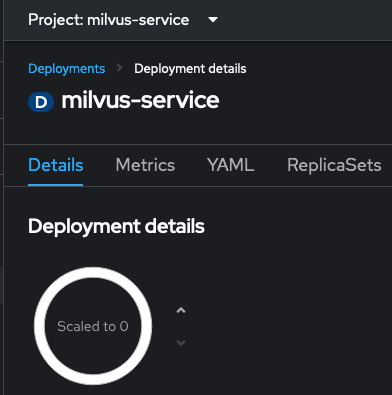 Project: milvus-service
Deployments Deployment details
D milvus-service
Details Metrics YAML ReplicaSets
Deployment details
Scaled to 0